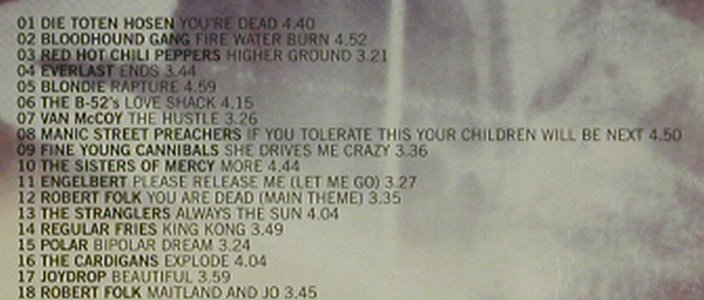 01 DIE TOTEN HOSEN YOU'RE DEAD 4.40
02 BLOODHOUND GANG FIRE WATER BURN 4.52
03 RED HOT CHILI PEPPERS HIGHER GROUND 3.21
04 EVERLAST ENDS 3.44
05 BLONDIE RAPTURE 4.59
06 THE B-52's LOVE SHACK 4.15
07 VAN McCOY THE HUSTLE 3.26
08 MANIC STREET PREACHERS IF YOU TOLERATE THIS YOUR CHILDREN WILL BE NEXT 4.50
09 FINE YOUNG CANNIBALS SHE DRIVES ME CRAZY 3.36
10 THE SISTERS OF MERCY MORE 4.44
11 ENGELBERT PLEASE RELEASE ME (LET ME GO) 3.27
12 ROBERT FOLK YOU ARE DEAD (MAIN THEME) 3.35
13 THE STRANGLERS ALWAYS THE SUN 4.04
14 REGULAR FRIES KING KONG 3.49
15 POLAR BIPOLAR DREAM 3.24
16 THE CARDIGANS EXPLODE 4.04
17 JOYDROP BEAUTIFUL 3.59
18 ROBERT FOLK MAITLAND AND JO 3.45